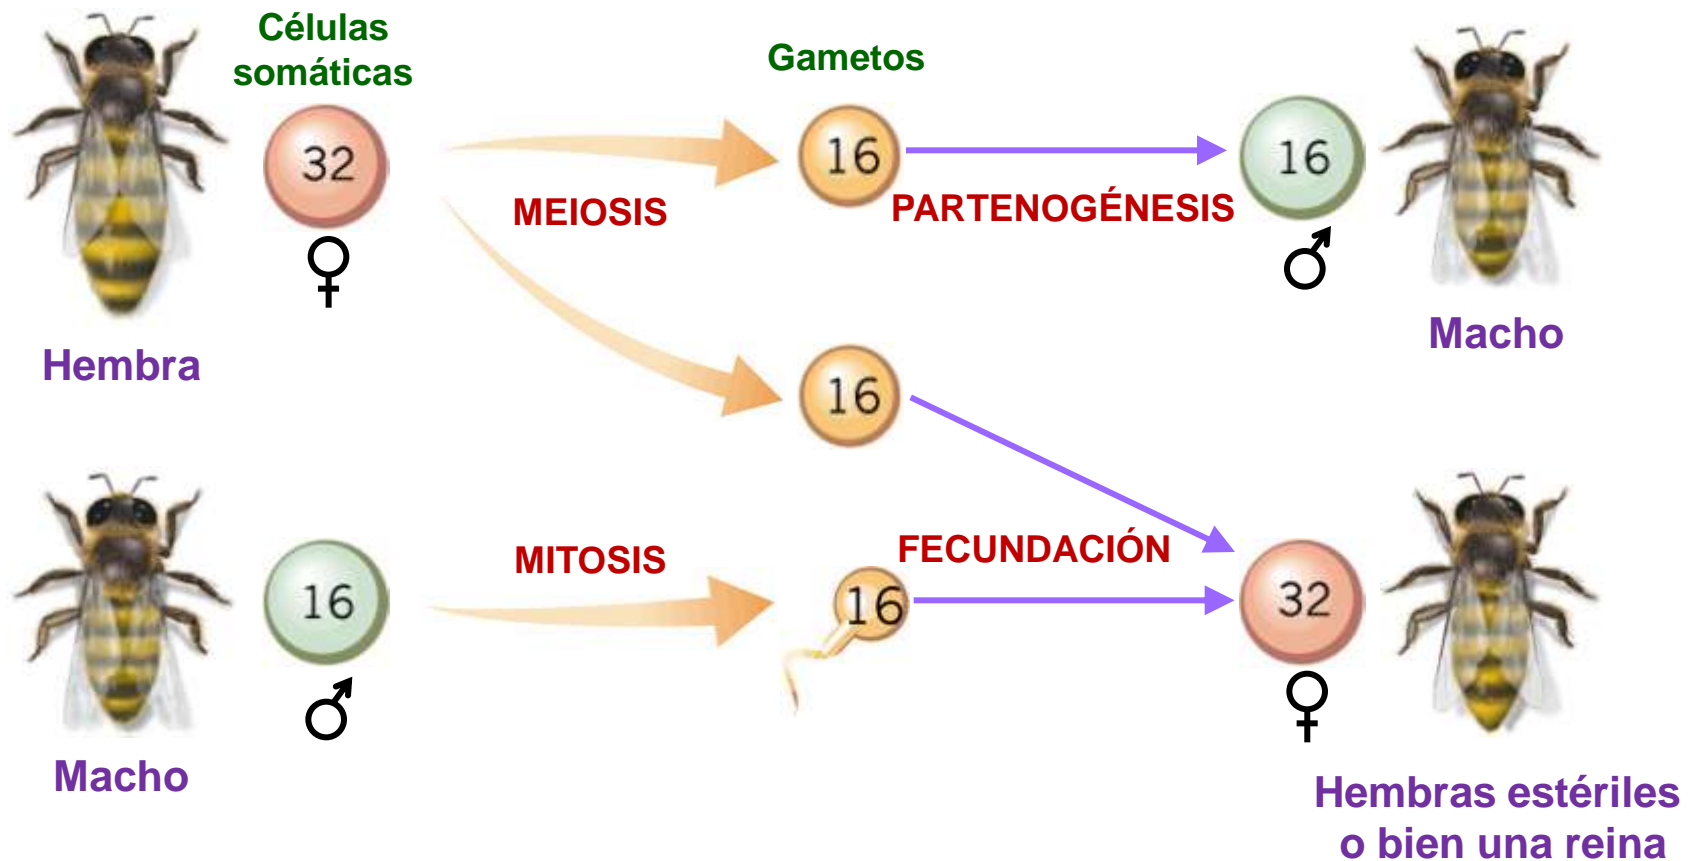 Células
somáticas
Gametos
32
16
16
MEIOSIS
PARTENOGÉNESIS
♀
♂
Hembra
Macho
16
16
MITOSIS
16
FECUNDACIÓN
32
♂
♀
Macho
Hembras estériles
o bien una reina